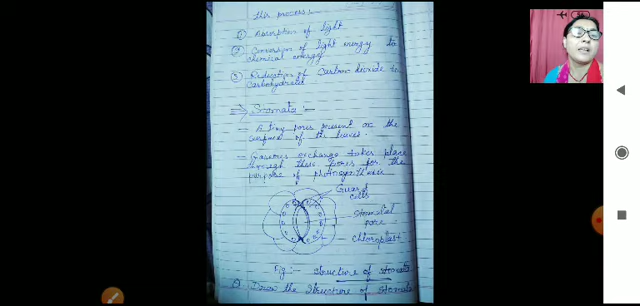 this process:-
① Absorption of light
② Conversion of light energy to
chemical energy
③ Reduction of Carbon dioxide to
carbohydrates
Stomata :-
- A tiny pores present on the
surface of the leaves.
- Gaseous exchange takes place
through these pores for the
purpose of photosynthesis
Guard
cells
Stomatal
pore
chloroplast
Fig:- Structure of stomata
Draw the structure of stomata